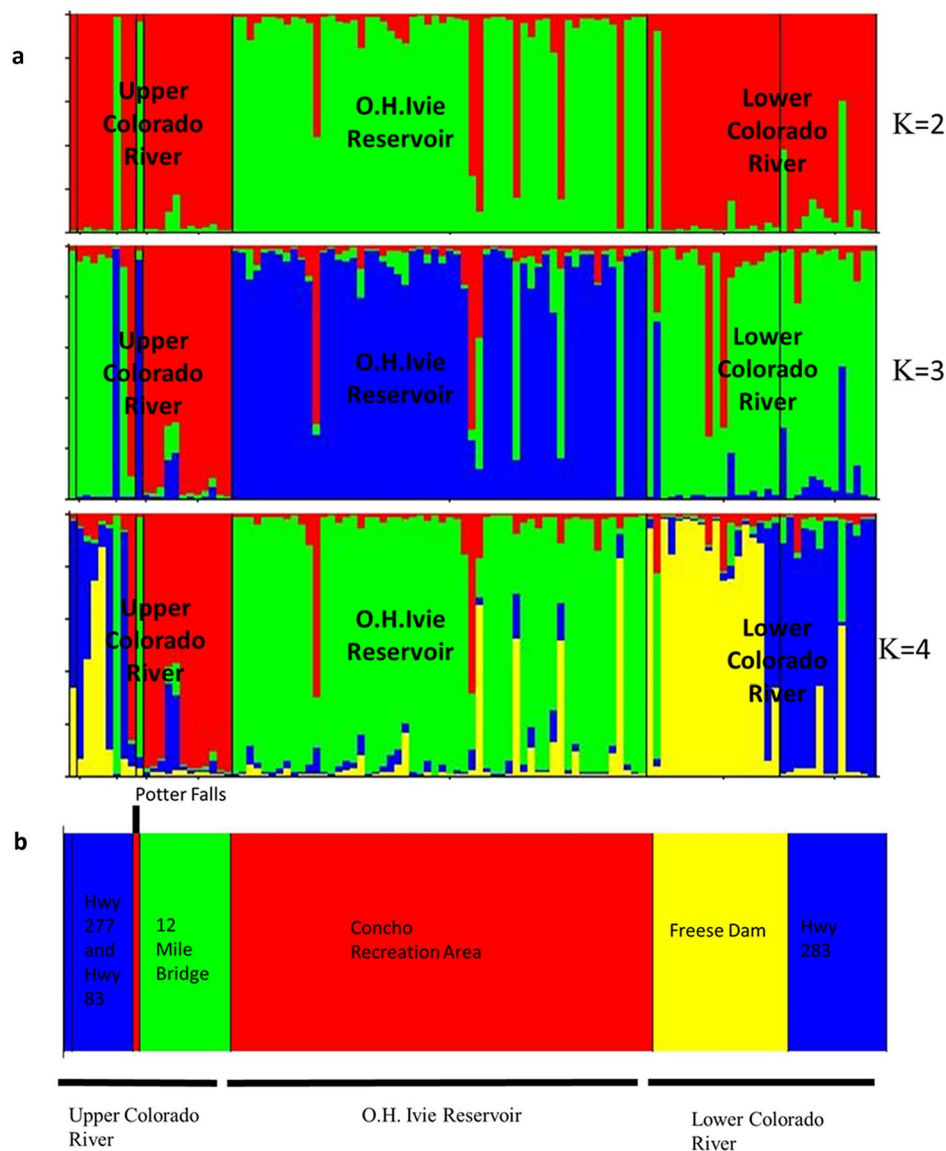 a
Upper
Colorado
River
O.H.Ivie
Reservoir
Lower
Colorado
River
K=2
Upper
Colorado
River
O.H.Ivie
Reservoir
Lower
Colorado
River
K=3
Upper
Colorado
River
O.H.Ivie
Reservoir
Lower
Colorado
River
K=4
Potter Falls
b
Hwy
277
and
Hwy
83
12
Mile
Bridge
Concho
Recreation Area
Freese Dam
Hwy
283
Upper Colorado
River
O.H. Ivie Reservoir
Lower Colorado
River